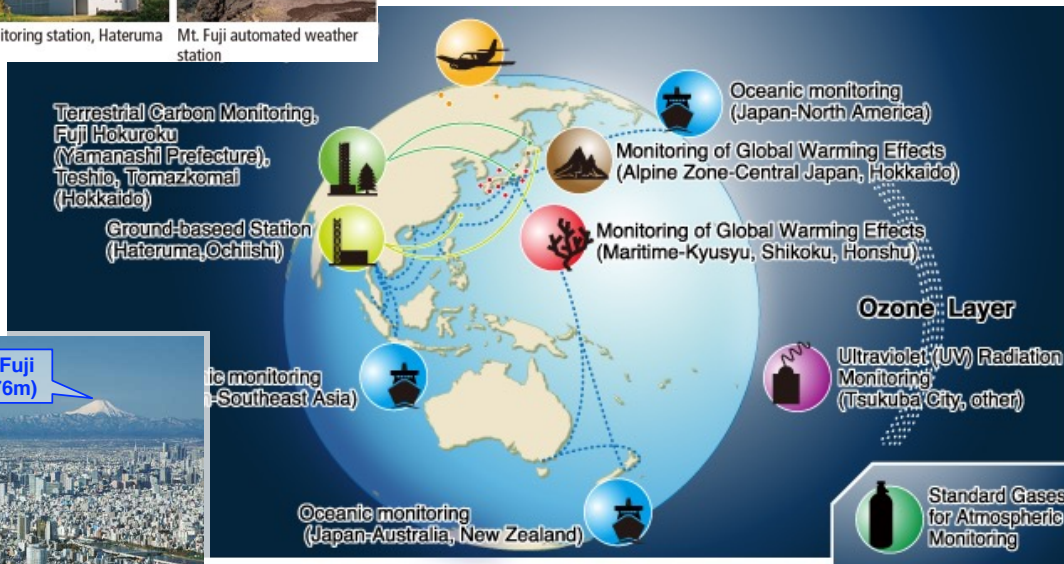 itoring station, Hateruma
Mt. Fuji automated weather
station
Terrestrial Carbon Monitoring,
Fuji Hokuroku
(Yamanashi Prefecture),
Teshio, Tomazkomai
(Hokkaido)
Ground-baseed Station
(Hateruma,Ochiishi)
Oceanic monitoring
(Japan-North America)
Monitoring of Global Warming Effects
(Alpine Zone-Central Japan, Hokkaido)
Monitoring of Global Warming Effects
(Maritime-Kyusyu, Shikoku, Honshu)
Ozone Layer
Ultraviolet (UV) Radiation
Monitoring
(Tsukuba City, other)
Fuji
6m)
ic monitoring
-Southeast Asia)
Oceanic monitoring
(Japan-Australia, New Zealand)
Standard Gases
for Atmospheric
Monitoring